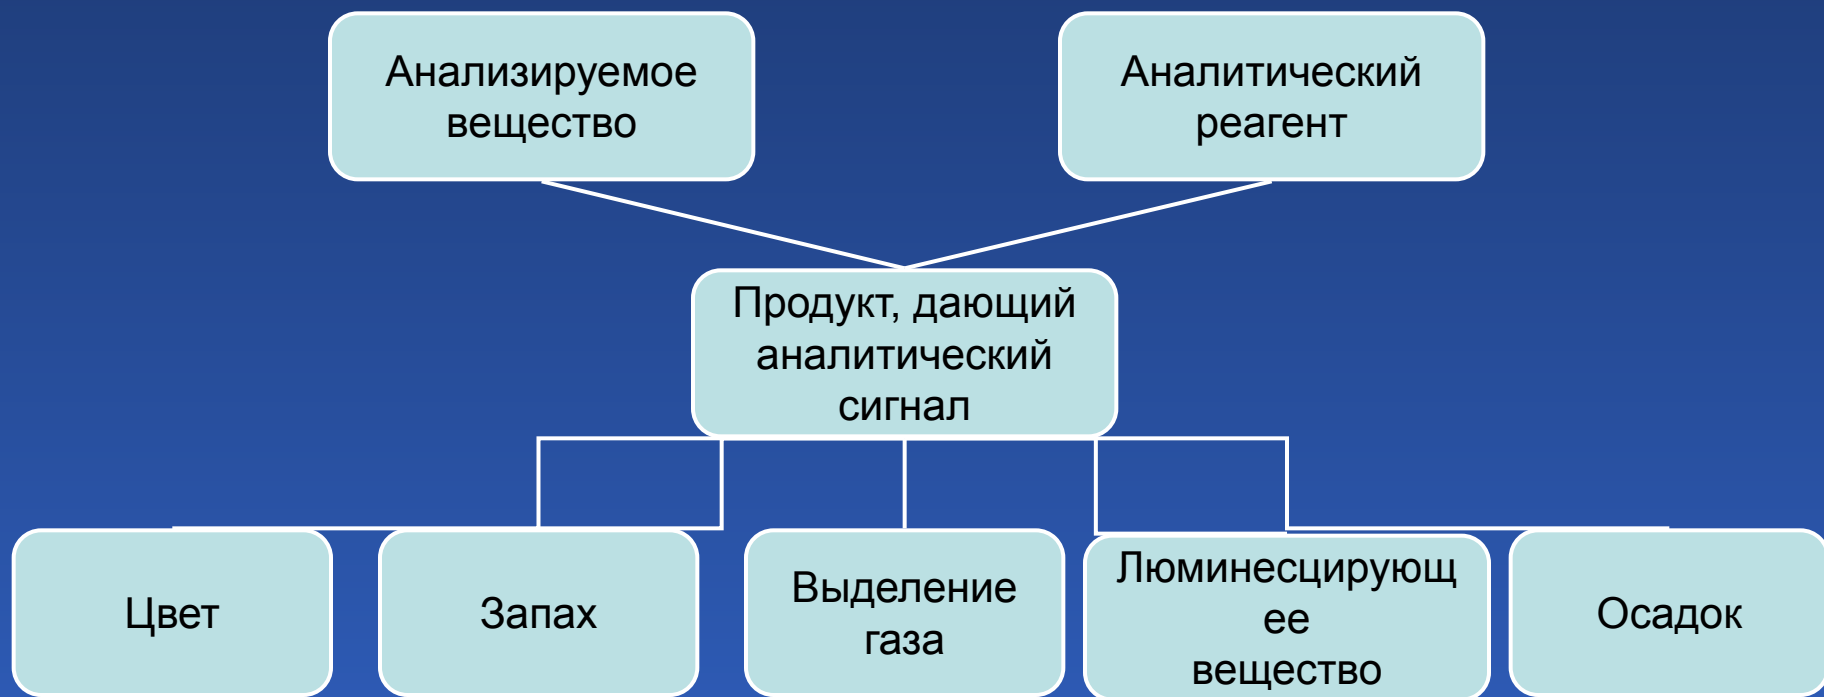 Анализируемое
вещество
Аналитический
реагент
Продукт, дающий
аналитический
сигнал
Цвет
Запах
Выделение
газа
Люминесцирующ
ее
вещество
Осадок